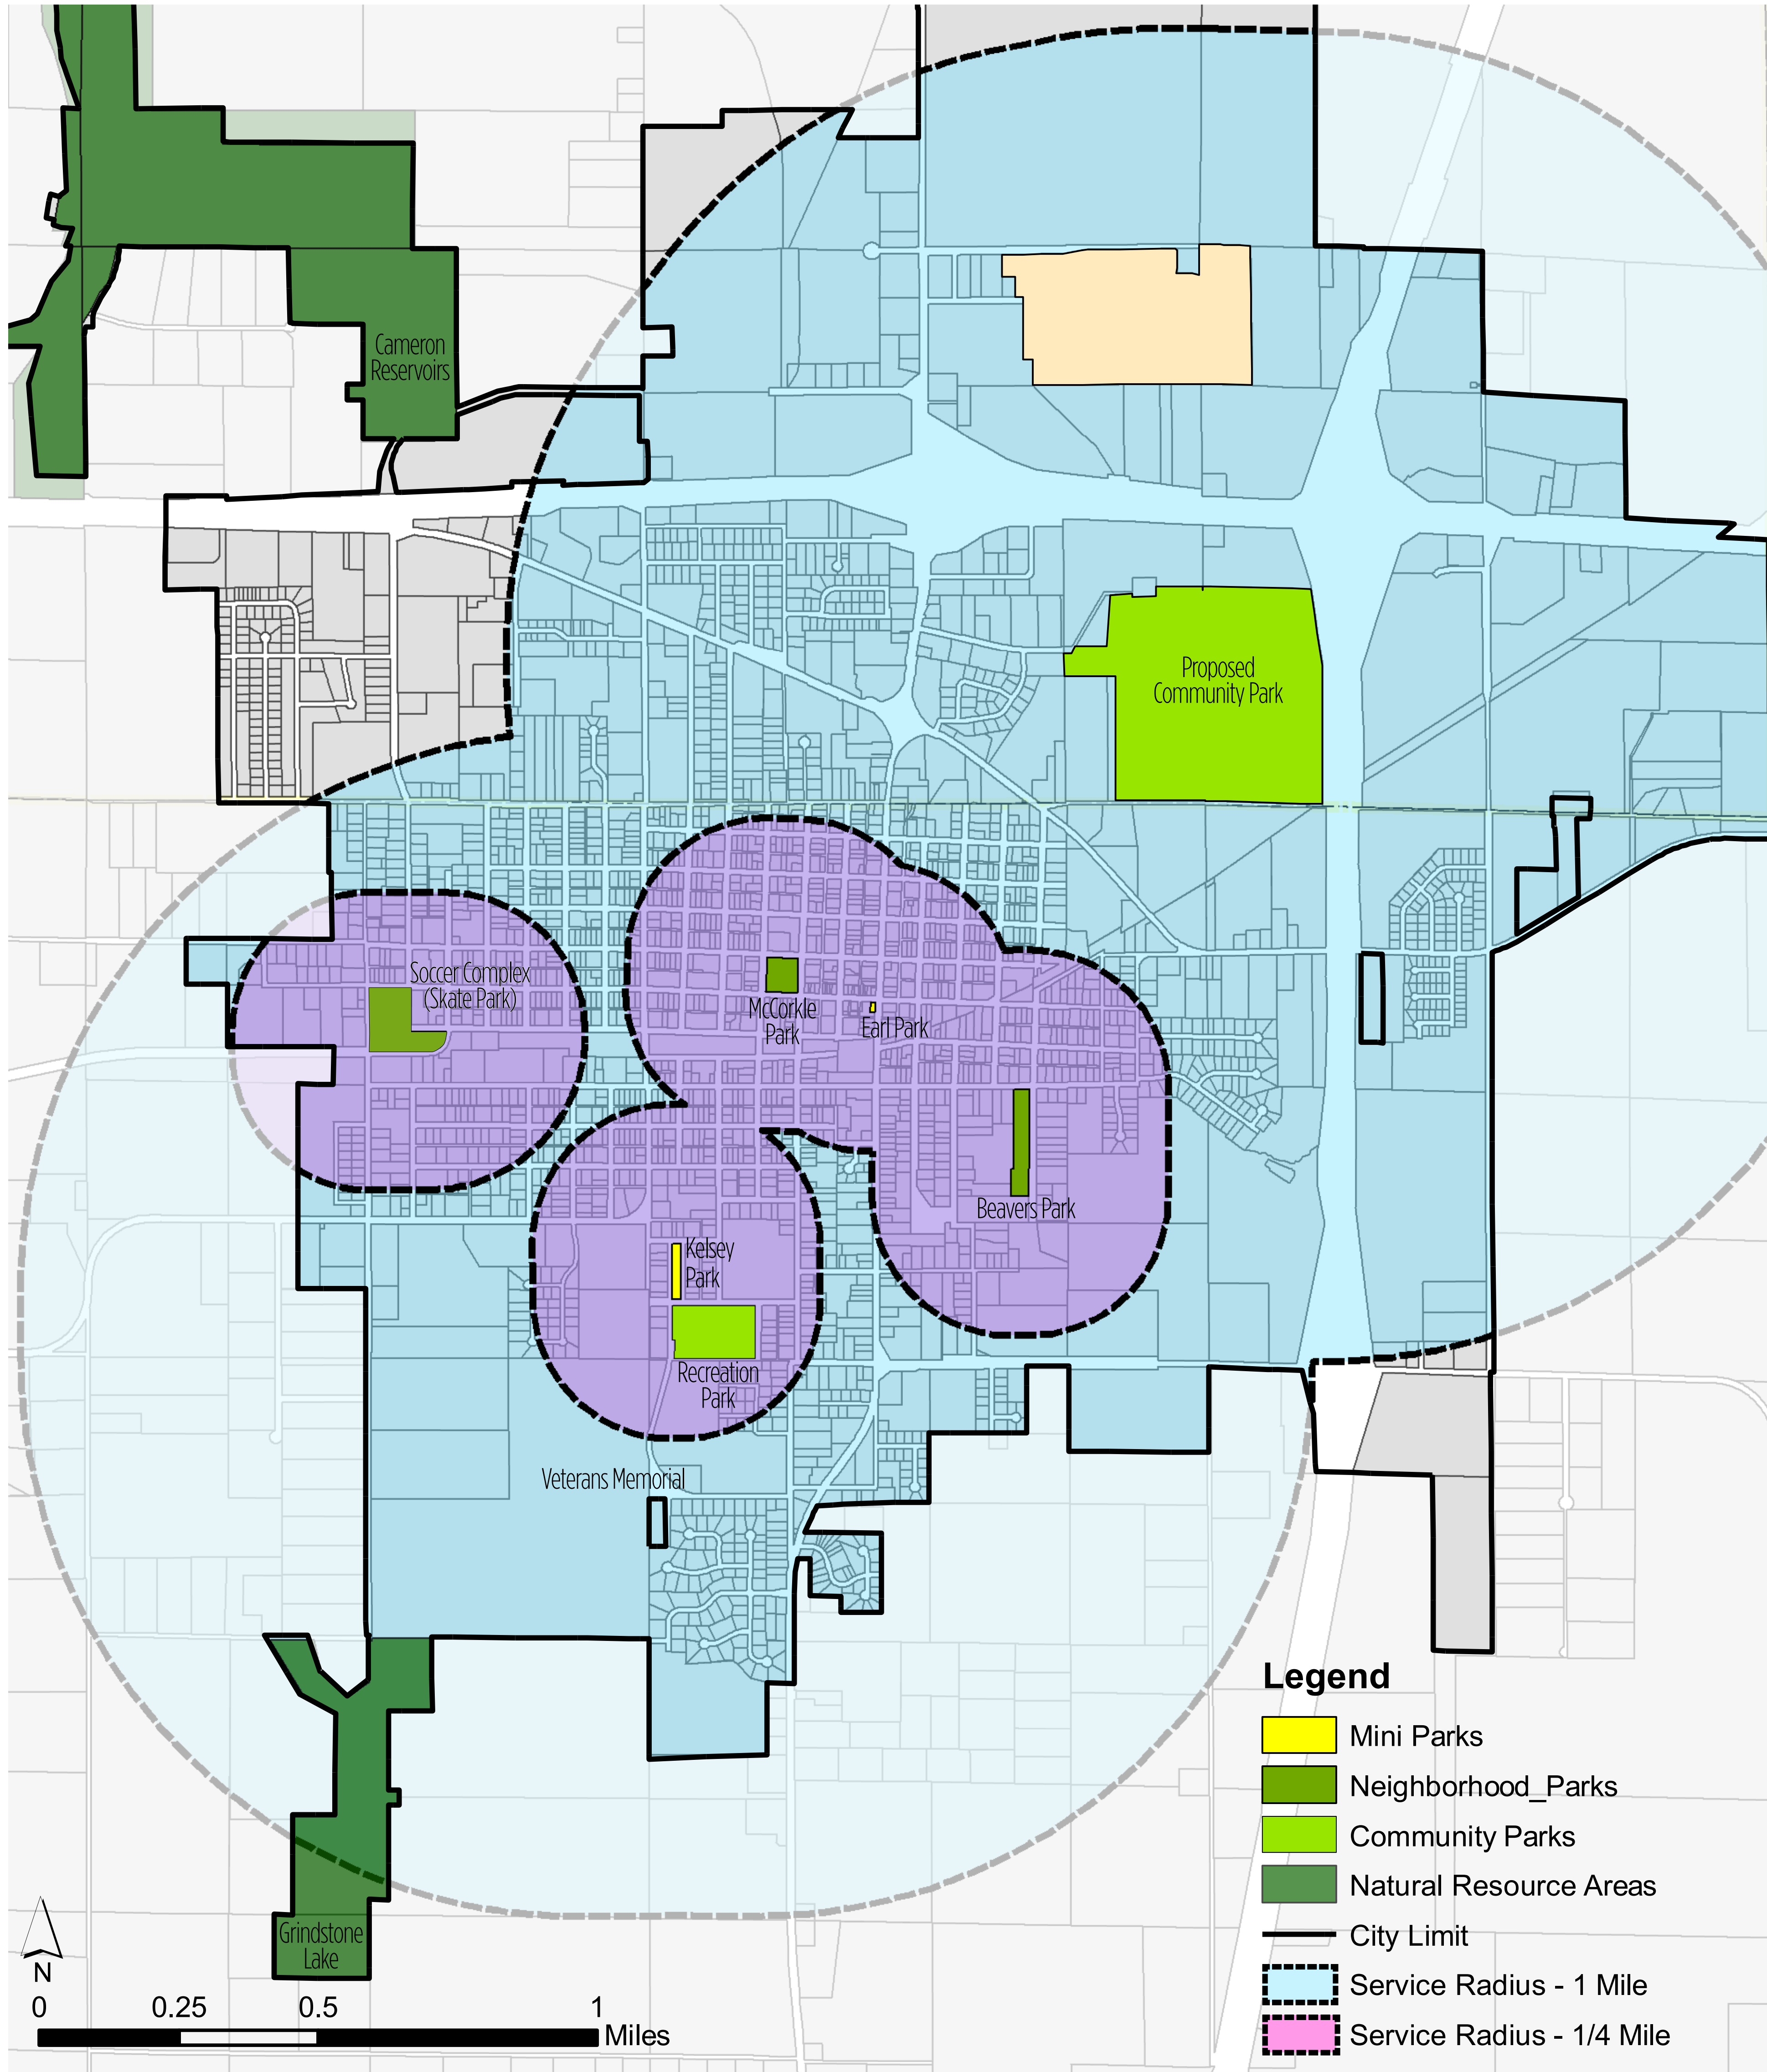 Cameron
Reservoirs
Proposed
Community Park
Soccer Complex
(Skate Park)
McCorkle
Park
Earl Park
Beavers Park
Kelsey
Park
Recreation
Park
Veterans Memorial
Grindstone
Lake
N
0 0.25 0.5 1
Miles
Legend
Mini Parks
Neighborhood_Parks
Community Parks
Natural Resource Areas
City Limit
Service Radius - 1 Mile
Service Radius - 1/4 Mile